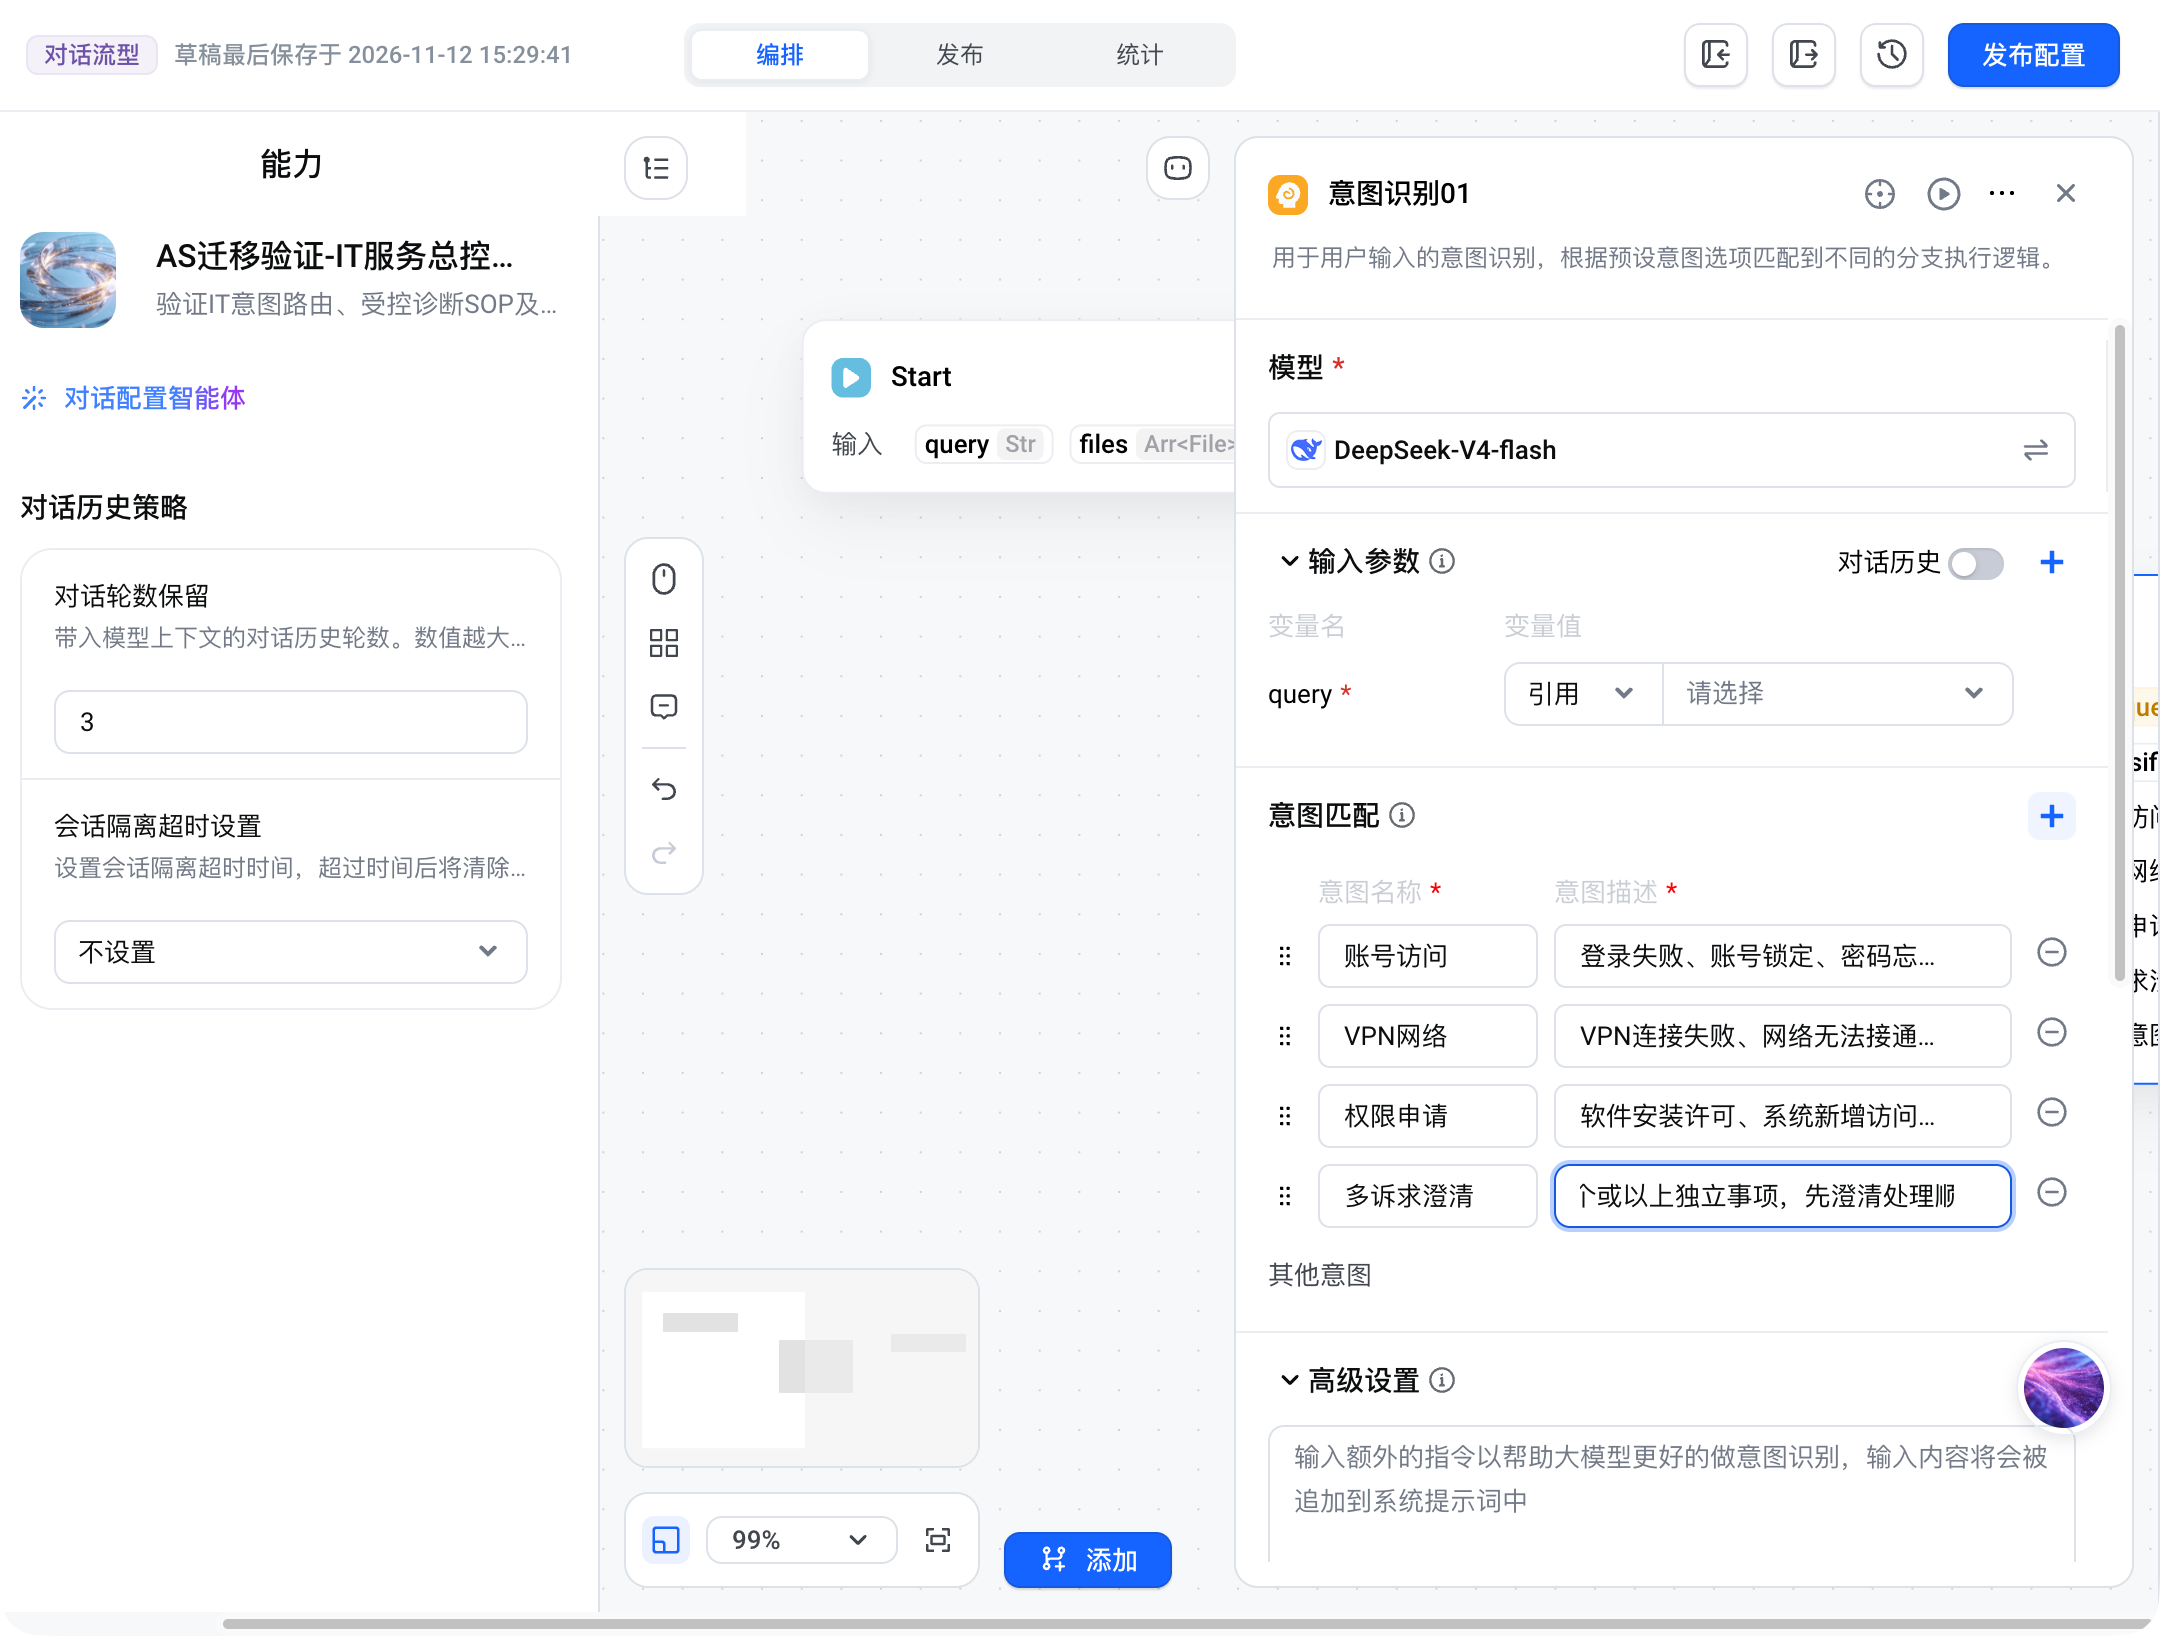 对话流型 草稿最后保存于 2026-11-12 15:29:41 编排 发布 统计 发布配置
能力
AS迁移验证-IT服务总控...
验证IT意图路由、受控诊断SOP及...
对话配置智能体
对话历史策略
对话轮数保留
带入模型上下文的对话历史轮数。数值越大...
3
会话隔离超时设置
设置会话隔离超时时间，超过时间后将清除...
不设置
Start
输入 query Str files Arr<File>
99%
添加
意图识别01
用于用户输入的意图识别，根据预设意图选项匹配到不同的分支执行逻辑。
模型 *
DeepSeek-V4-flash
输入参数 对话历史
变量名 变量值
query * 引用 请选择
意图匹配
意图名称 * 意图描述 *
账号访问 登录失败、账号锁定、密码忘...
VPN网络 VPN连接失败、网络无法接通...
权限申请 软件安装许可、系统新增访问...
多诉求澄清 个或以上独立事项，先澄清处理顺
其他意图
高级设置
输入额外的指令以帮助大模型更好的做意图识别，输入内容将会被
追加到系统提示词中